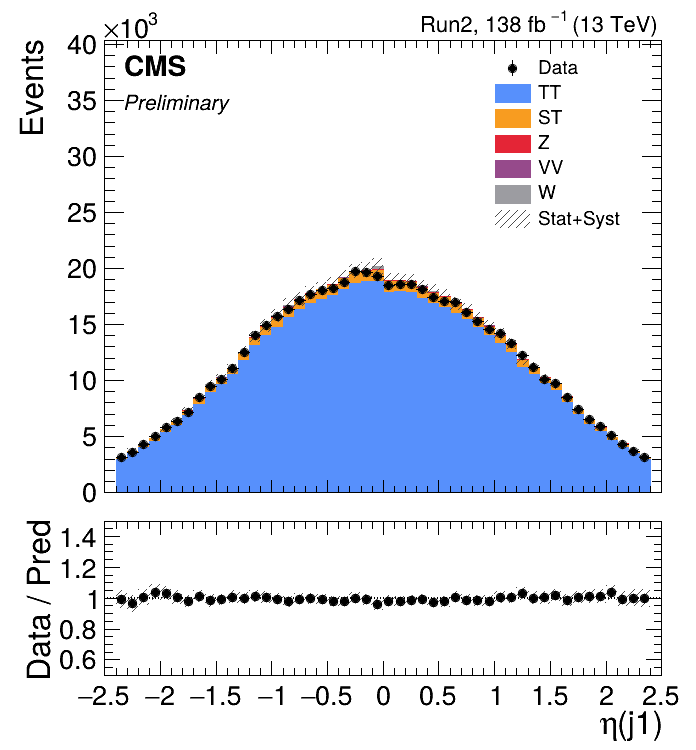 ×10³
Run2, 138 fb⁻¹ (13 TeV)
CMS
Preliminary
Events
40
35
30
25
20
15
10
5
0
Data
TT
ST
Z
VV
W
Stat+Syst
Data / Pred
1.4
1.2
1
0.8
0.6
−2.5 −2 −1.5 −1 −0.5 0 0.5 1 1.5 2 2.5
η(j1)